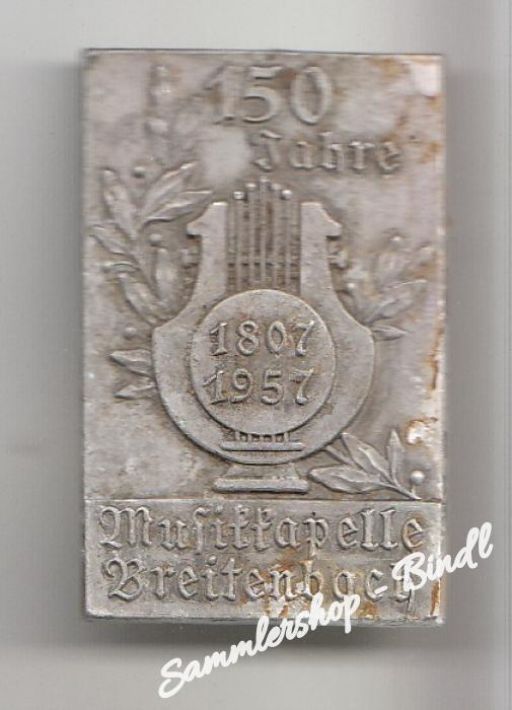 150
Jahre
1807
1957
Musikkapelle
Breitenbach
Sammlershop - Bindl